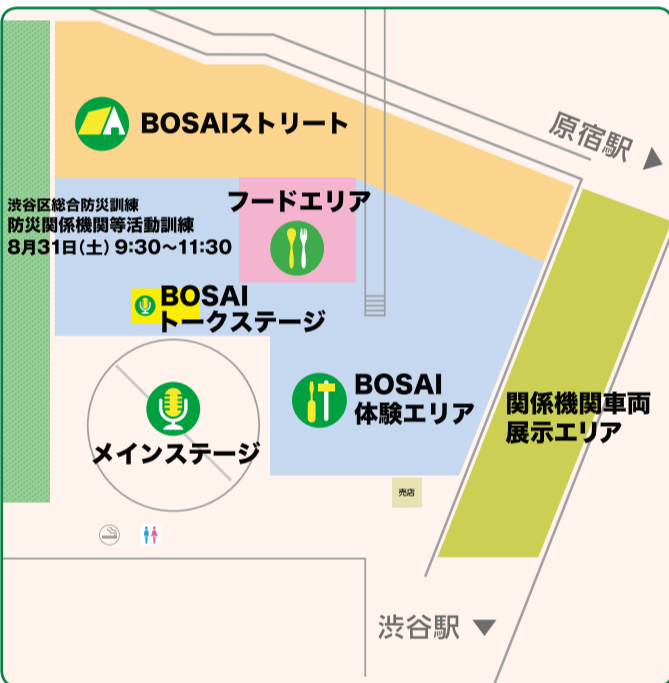 BOSAIストリート
原宿駅 ▶
渋谷区総合防災訓練
防災関係機関等活動訓練
8月31日(土) 9:30〜11:30
フードエリア
BOSAI
トークステージ
BOSAI
体験エリア
関係機関車両
展示エリア
メインステージ
売店
渋谷駅 ▼